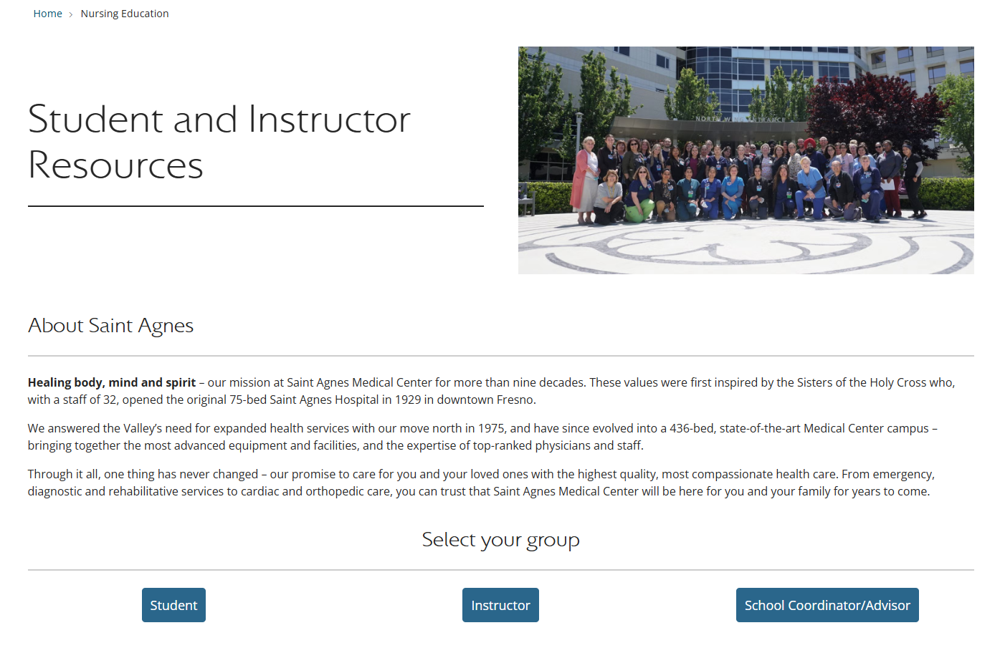 Home > Nursing Education
Student and Instructor
Resources
NORTH WING ENTRANCE
About Saint Agnes
Healing body, mind and spirit – our mission at Saint Agnes Medical Center for more than nine decades. These values were first inspired by the Sisters of the Holy Cross who,
with a staff of 32, opened the original 75-bed Saint Agnes Hospital in 1929 in downtown Fresno.
We answered the Valley’s need for expanded health services with our move north in 1975, and have since evolved into a 436-bed, state-of-the-art Medical Center campus –
bringing together the most advanced equipment and facilities, and the expertise of top-ranked physicians and staff.
Through it all, one thing has never changed – our promise to care for you and your loved ones with the highest quality, most compassionate health care. From emergency,
diagnostic and rehabilitative services to cardiac and orthopedic care, you can trust that Saint Agnes Medical Center will be here for you and your family for years to come.
Select your group
Student
Instructor
School Coordinator/Advisor